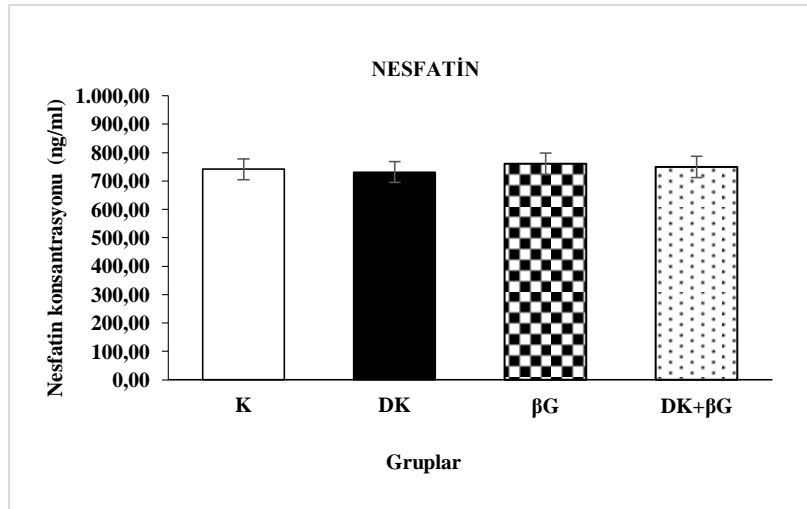 NESFATİN
Nesfatin konsantrasyonu (ng/ml)
1.000,00
900,00
800,00
700,00
600,00
500,00
400,00
300,00
200,00
100,00
0,00
K DK βG DK+βG
Gruplar